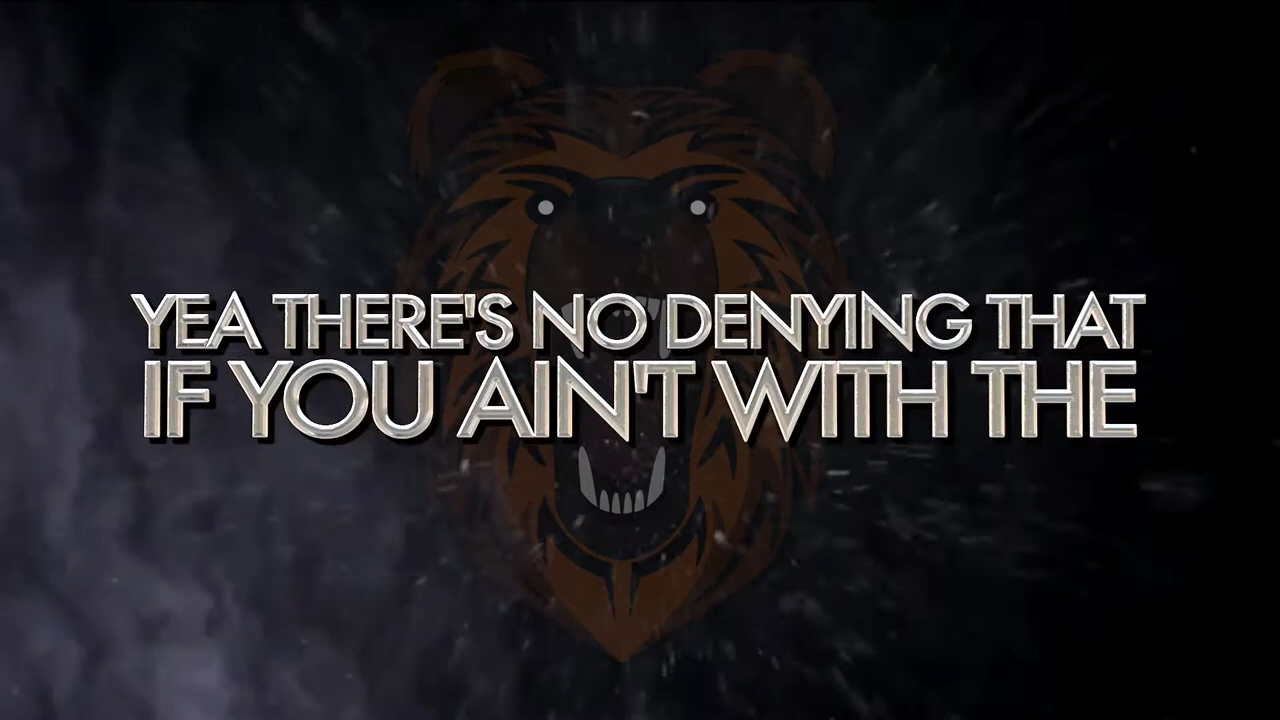 YEA THERE'S NO DENYING THAT
IF YOU AIN'T WITH THE